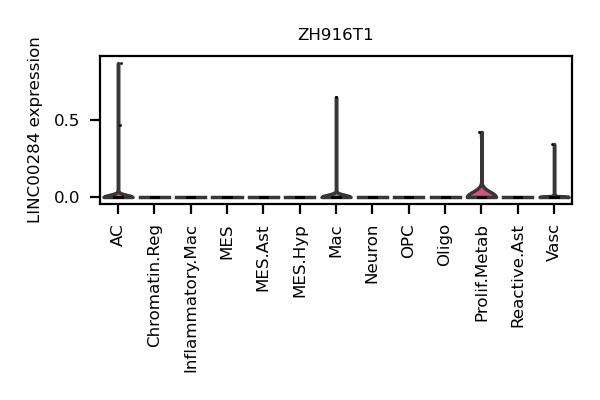 ZH916T1
LINC00284 expression
0.5
0.0
AC
Chromatin.Reg
Inflammatory.Mac
MES
MES.Ast
MES.Hyp
Mac
Neuron
OPC
Oligo
Prolif.Metab
Reactive.Ast
Vasc